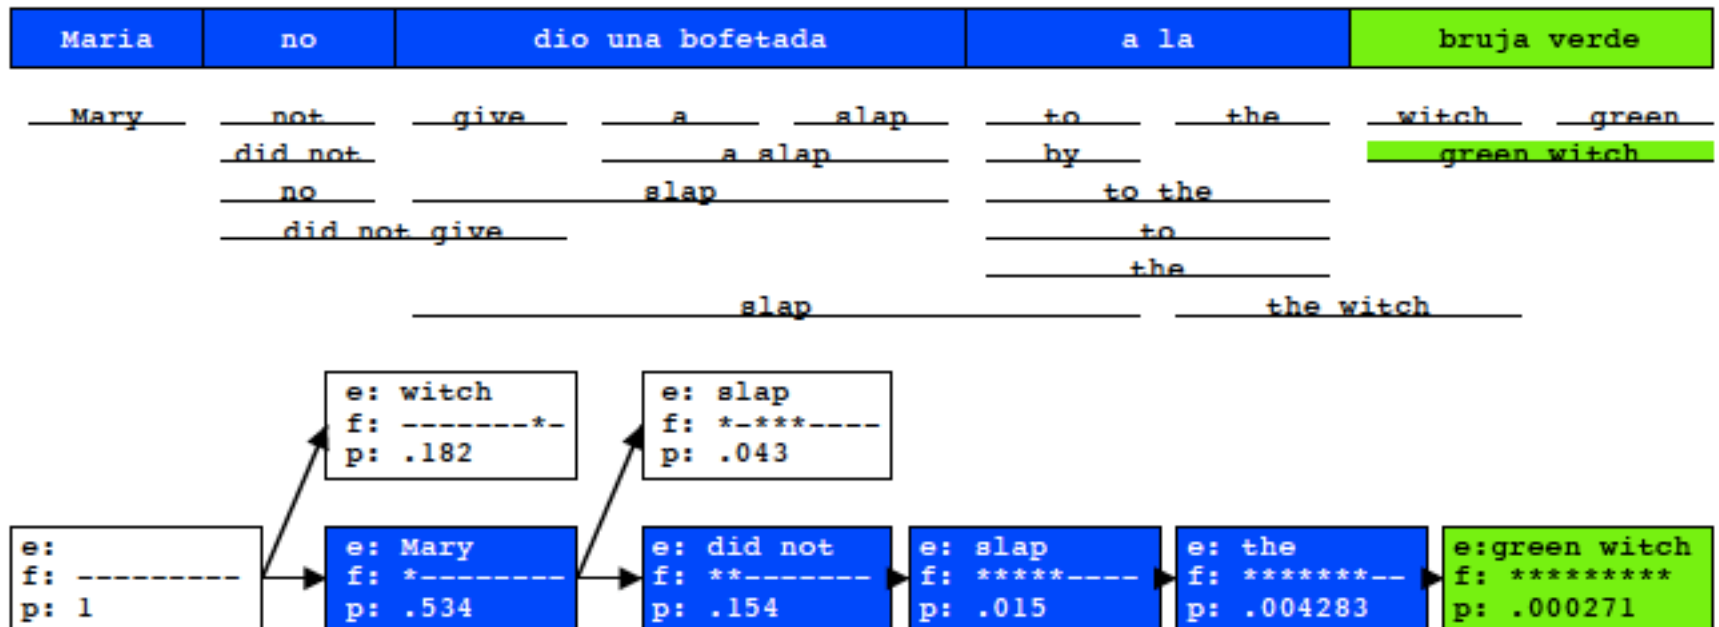 Maria no dio una bofetada a la bruja verde
Mary not give a slap to the witch green
did not a slap by green witch
no slap to the
did not give to
the
slap the witch
e: witch
f: -------*-
p: .182
e: slap
f: *-***----
p: .043
e:
f: ---------
p: 1
e: Mary
f: *--------
p: .534
e: did not
f: **-------
p: .154
e: slap
f: *****----
p: .015
e: the
f: *******--
p: .004283
e:green witch
f: *********
p: .000271